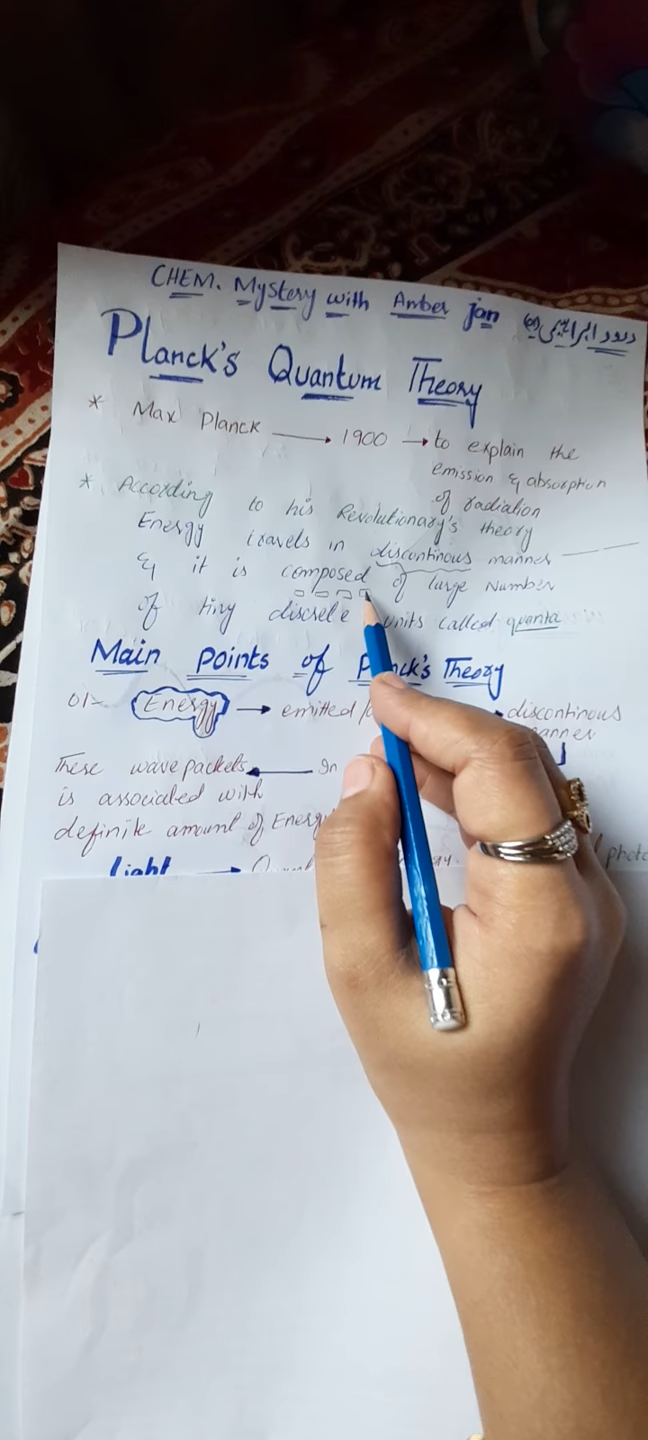 CHEM. Mystery with Amber jan درود ابراہیمی
Planck's Quantum Theory
* Max Planck → 1900 → to explain the
emission & absorption
of radiation
* According to his Revolutionary's theory
Energy travels in discontinous manner
& it is composed of large Number
of tiny discrete units called quanta
Main Points of Planck's Theory
01- Energy → emitted / discontinous
manner
These wave packets ← In
is associated with
definite amount of Energy
photo
light →